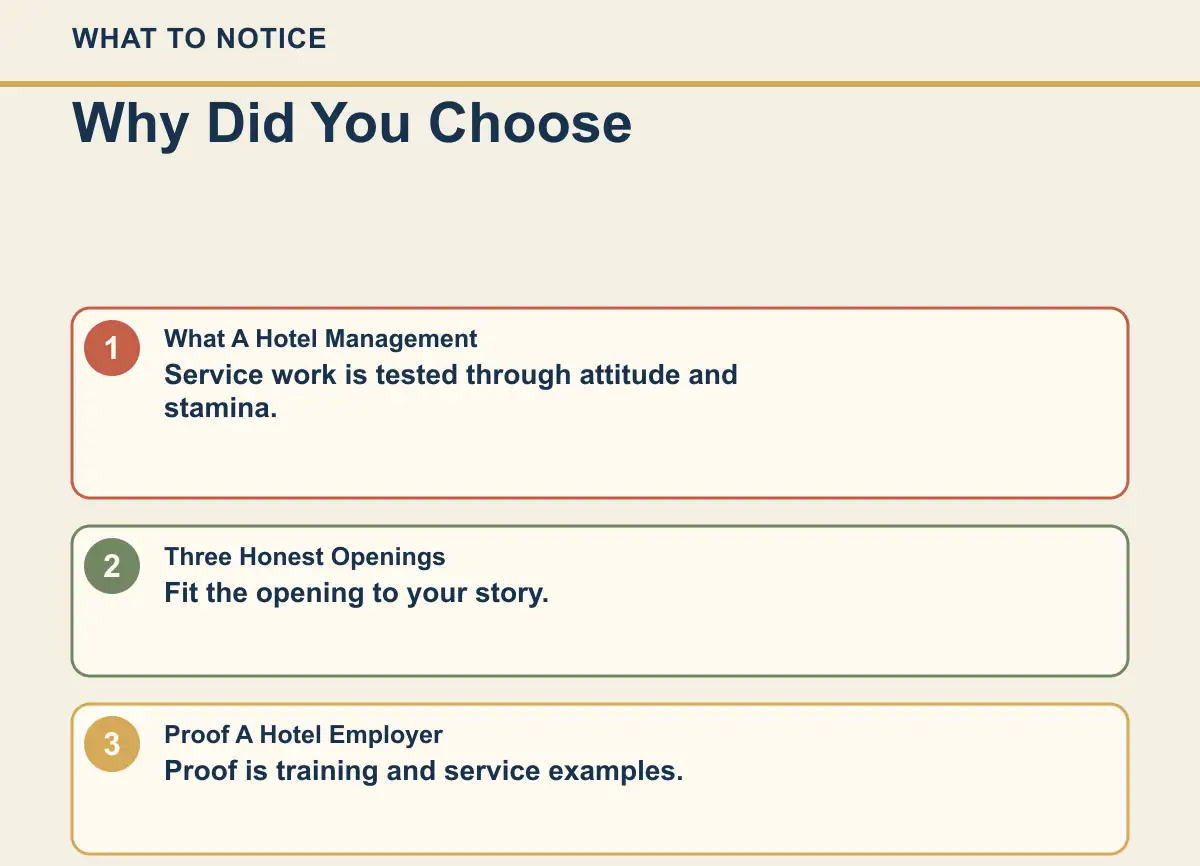 WHAT TO NOTICE
Why Did You Choose
1
What A Hotel Management
Service work is tested through attitude and
stamina.
2
Three Honest Openings
Fit the opening to your story.
3
Proof A Hotel Employer
Proof is training and service examples.